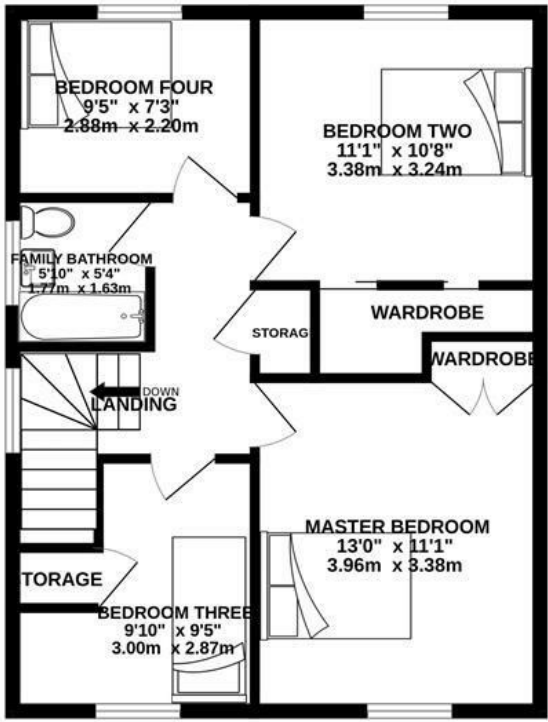 BEDROOM FOUR
9'5" x 7'3"
2.88m x 2.20m
BEDROOM TWO
11'1" x 10'8"
3.38m x 3.24m
FAMILY BATHROOM
5'10" x 5'4"
1.77m x 1.63m
STORAG
WARDROBE
WARDROBE
DOWN
LANDING
MASTER BEDROOM
13'0" x 11'1"
3.96m x 3.38m
TORAGE
BEDROOM THREE
9'10" x 9'5"
3.00m x 2.87m